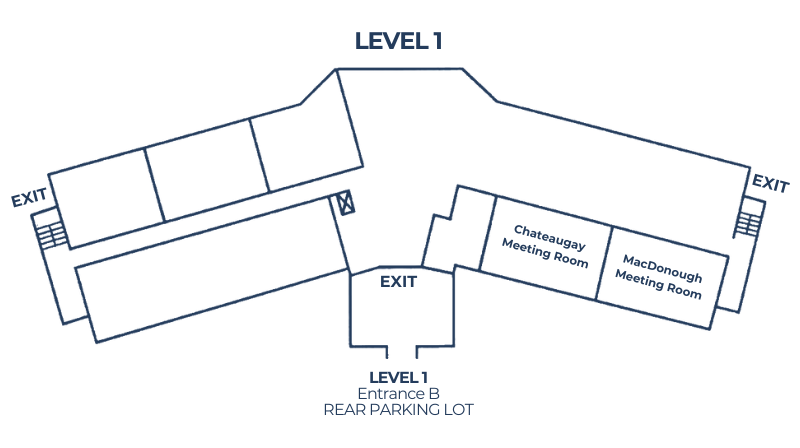 LEVEL 1
EXIT
EXIT
Chateaugay
Meeting Room
MacDonough
Meeting Room
EXIT
LEVEL 1
Entrance B
REAR PARKING LOT